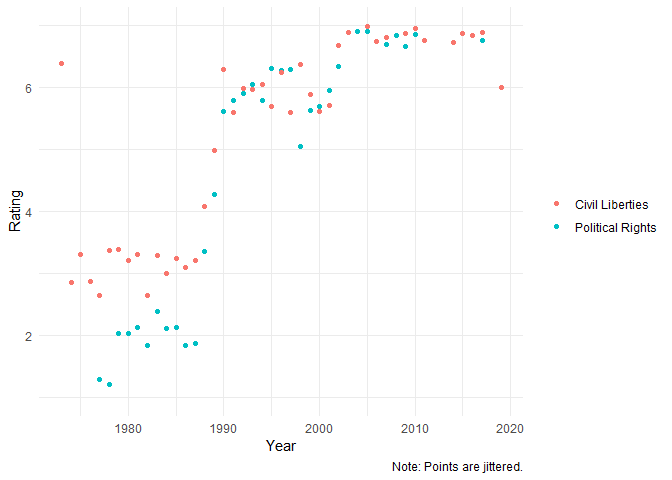 6
4
2
Rating
1980 1990 2000 2010 2020
Year
Civil Liberties
Political Rights
Note: Points are jittered.